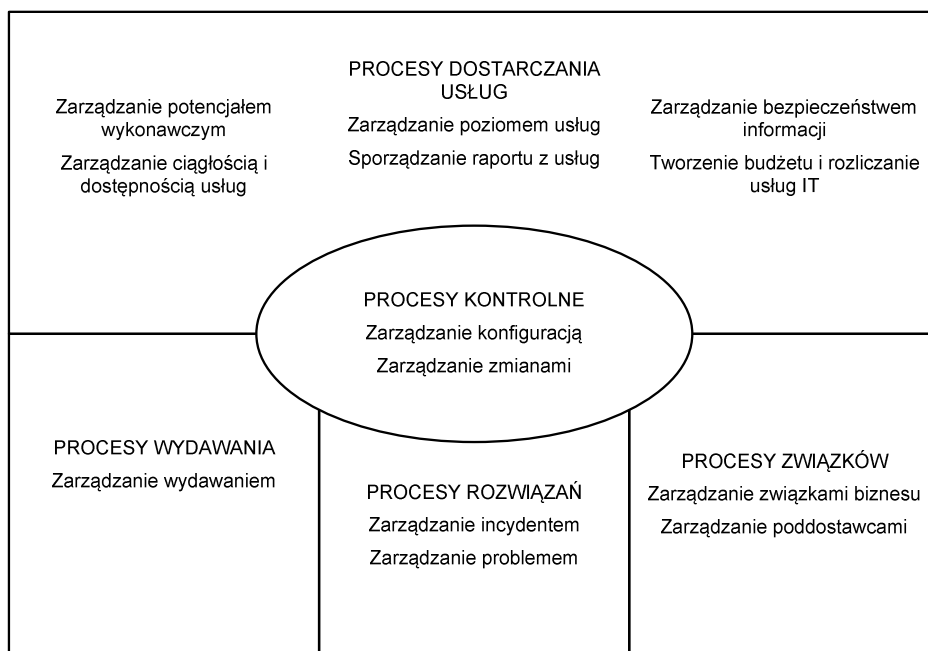 PROCESY DOSTARCZANIA
USŁUG
Zarządzanie potencjałem
wykonawczym
Zarządzanie ciągłością i
dostępnością usług
Zarządzanie poziomem usług
Sporządzanie raportu z usług
Zarządzanie bezpieczeństwem
informacji
Tworzenie budżetu i rozliczanie
usług IT
PROCESY KONTROLNE
Zarządzanie konfiguracją
Zarządzanie zmianami
PROCESY WYDAWANIA
Zarządzanie wydawaniem
PROCESY ROZWIĄZAŃ
Zarządzanie incydentem
Zarządzanie problemem
PROCESY ZWIĄZKÓW
Zarządzanie związkami biznesu
Zarządzanie poddostawcami